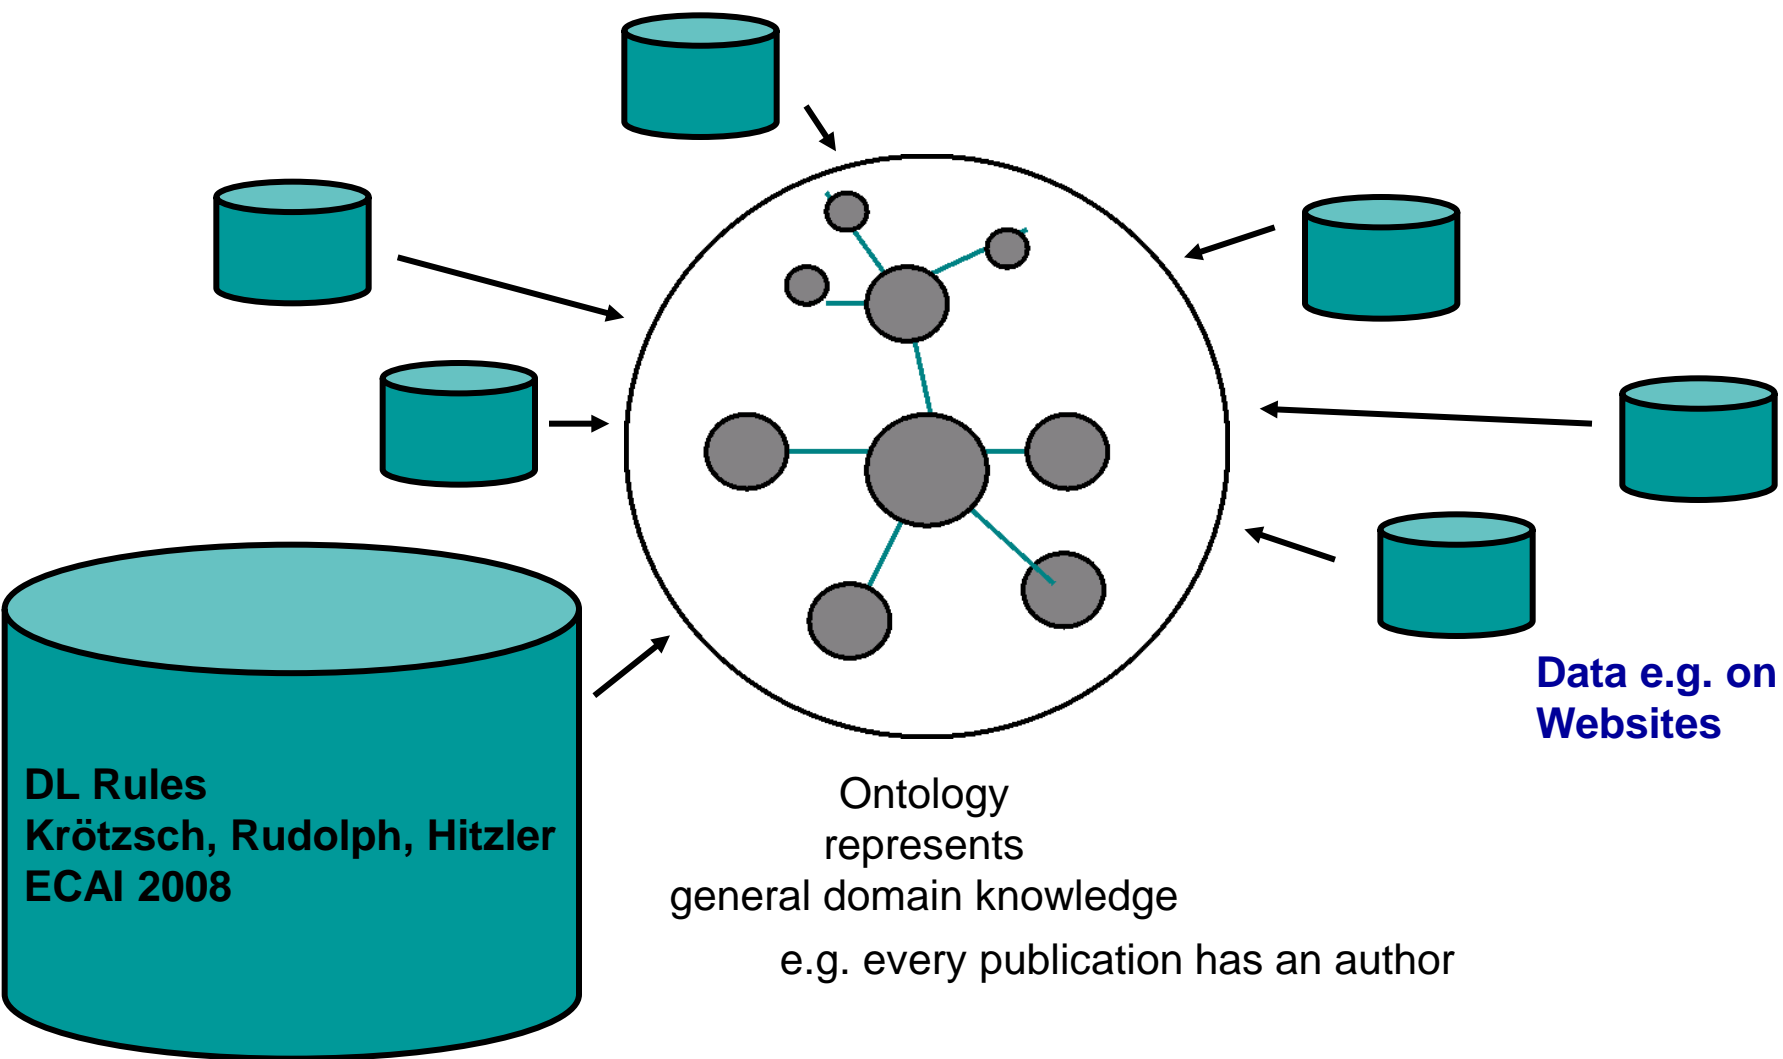 Data e.g. on
Websites
DL Rules
Krötzsch, Rudolph, Hitzler
ECAI 2008
Ontology
represents
general domain knowledge
e.g. every publication has an author